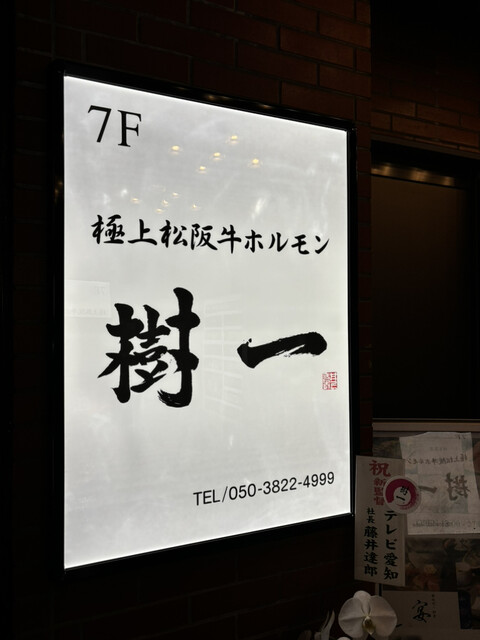 7F
極上松阪牛ホルモン
樹一
TEL/050-3822-4999
祝
テレビ愛知
社長 藤井達郎
宴